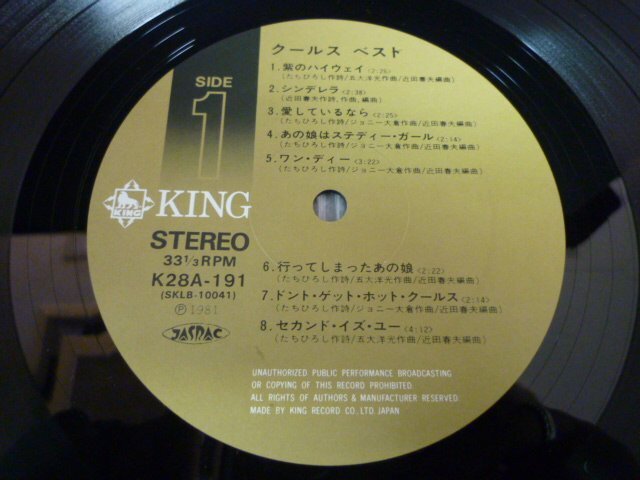 クールス ベスト
SIDE
1
1. 紫のハイウェイ〈2:25〉
(たちひろし作詩/五大洋光作曲/近田春夫編曲)
2. シンデレラ〈2:38〉
(近田春夫作詩、作曲、編曲)
3. 愛しているなら〈2:25〉
(たちひろし作詩/ジョニー大倉作曲/近田春夫編曲)
4. あの娘はステディー・ガール〈2:14〉
(たちひろし作詩/ジョニー大倉作曲/近田春夫編曲)
5. ワン・ディー〈3:22〉
(たちひろし作詩/ジョニー大倉作曲/近田春夫編曲)
KING
KING
STEREO
33 1/3 RPM
K28A-191
(SKLB-10041)
Ⓟ1981
JASRAC
6. 行ってしまったあの娘〈2:22〉
(たちひろし作詩/五大洋光作曲/近田春夫編曲)
7. ドント・ゲット・ホット・クールス〈2:14〉
(たちひろし作詩/ジョニー大倉作曲/近田春夫編曲)
8. セカンド・イズ・ユー〈4:12〉
(たちひろし作詩/五大洋光作曲/近田春夫編曲)
UNAUTHORIZED PUBLIC PERFORMANCE BROADCASTING
OR COPYING OF THIS RECORD PROHIBITED.
ALL RIGHTS OF AUTHORS & MANUFACTURER RESERVED.
MADE BY KING RECORD CO. LTD. JAPAN